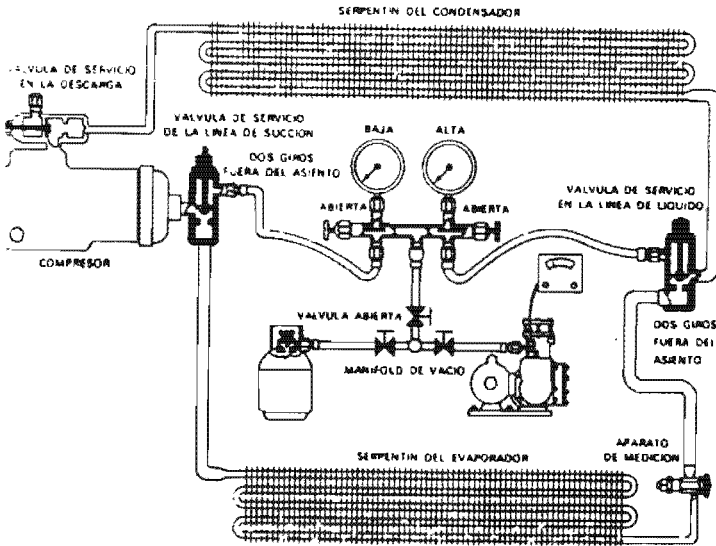 SERPENTIN DEL CONDENSADOR
VALVULA DE SERVICIO
EN LA DESCARGA
VALVULA DE SERVICIO
DE LA LINEA DE SUCCION
BAJA
ALTA
DOS GIROS
FUERA DEL ASIENTO
VALVULA DE SERVICIO
EN LA LINEA DE LIQUIDO
ABIERTA
ABIERTA
COMPRESOR
VALVULA ABIERTA
DOS GIROS
FUERA DEL
ASIENTO
MANIFOLD DE VACIO
APARATO
DE MEDICION
SERPENTIN DEL EVAPORADOR